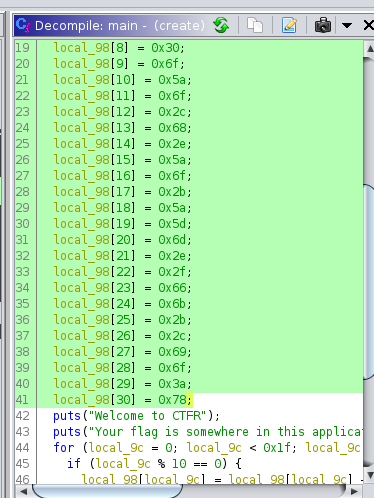 Decompile: main - (create)
19 local_98[8] = 0x30;
20 local_98[9] = 0x6f;
21 local_98[10] = 0x5a;
22 local_98[11] = 0x6f;
23 local_98[12] = 0x2c;
24 local_98[13] = 0x68;
25 local_98[14] = 0x2e;
26 local_98[15] = 0x5a;
27 local_98[16] = 0x6f;
28 local_98[17] = 0x2b;
29 local_98[18] = 0x5a;
30 local_98[19] = 0x5d;
31 local_98[20] = 0x6d;
32 local_98[21] = 0x2e;
33 local_98[22] = 0x2f;
34 local_98[23] = 0x66;
35 local_98[24] = 0x6b;
36 local_98[25] = 0x2b;
37 local_98[26] = 0x2c;
38 local_98[27] = 0x69;
39 local_98[28] = 0x6f;
40 local_98[29] = 0x3a;
41 local_98[30] = 0x78;
42 puts("Welcome to CTFR");
43 puts("Your flag is somewhere in this applicat
44 for (local_9c = 0; local_9c < 0x1f; local_9c
45 if (local_9c % 10 == 0) {
46 local_98[local_9c] = local_98[local_9c] -